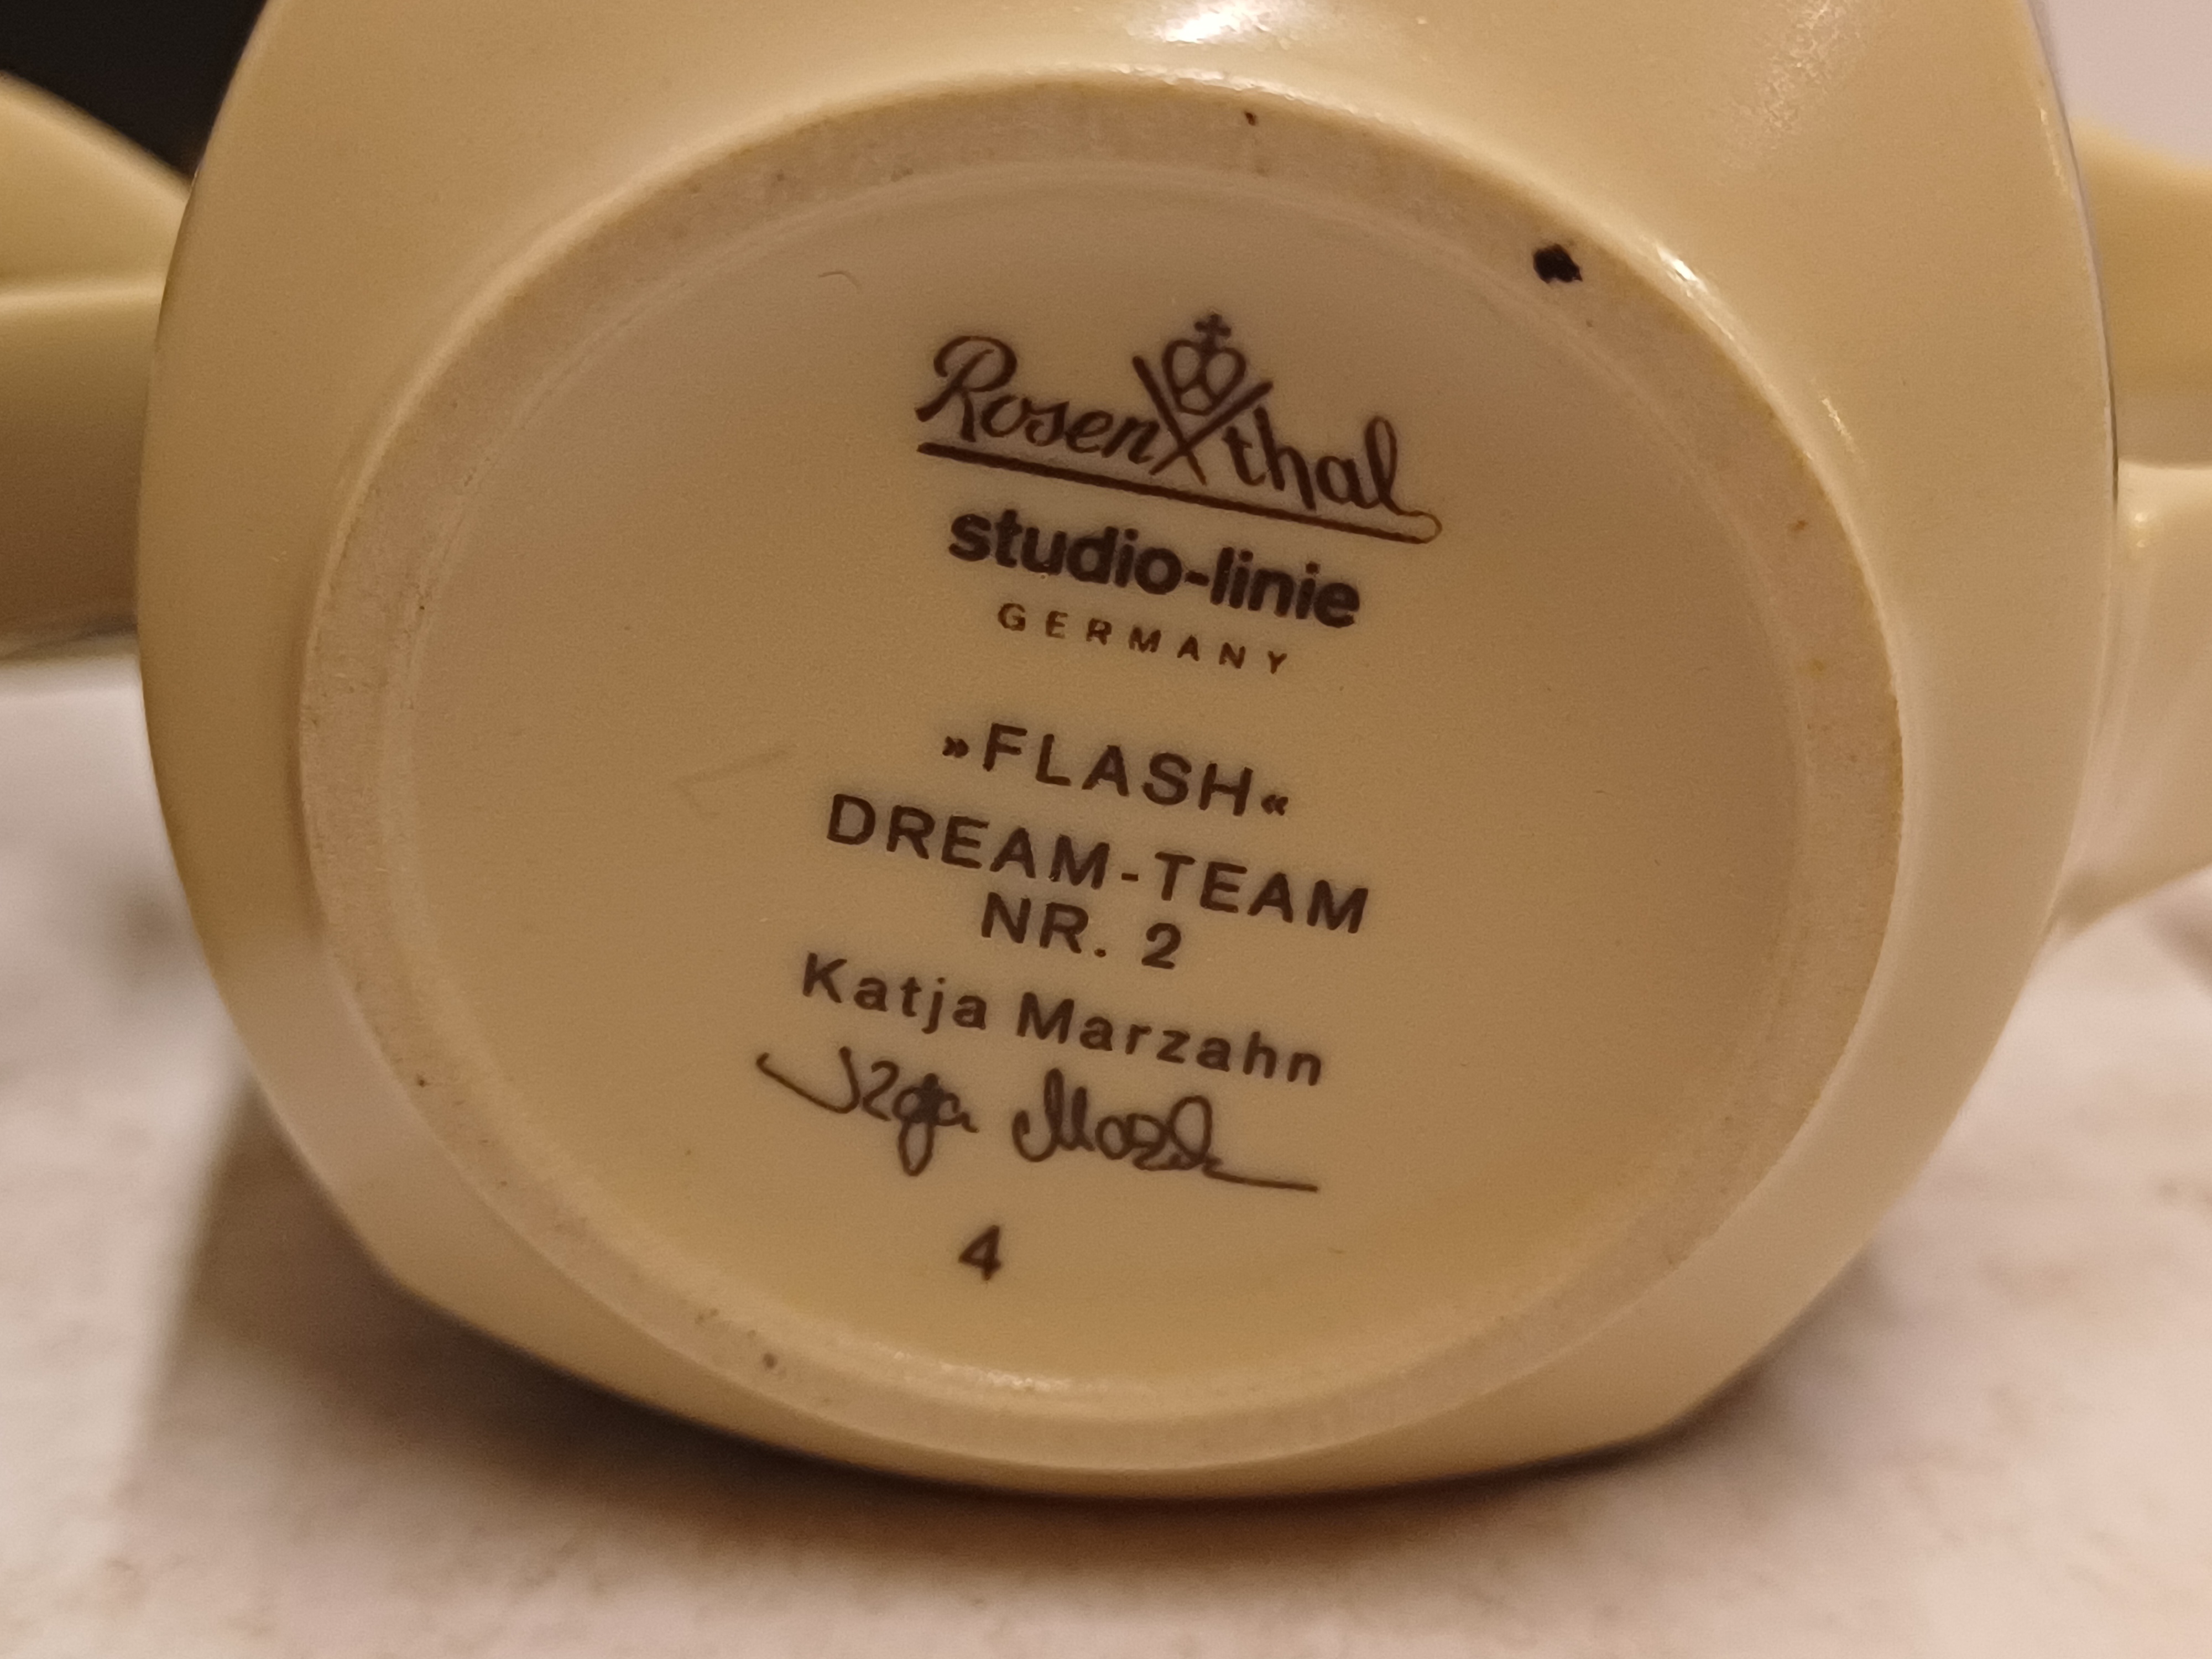 Rosenthal
studio-linie
GERMANY
»FLASH«
DREAM-TEAM
NR. 2
Katja Marzahn
4